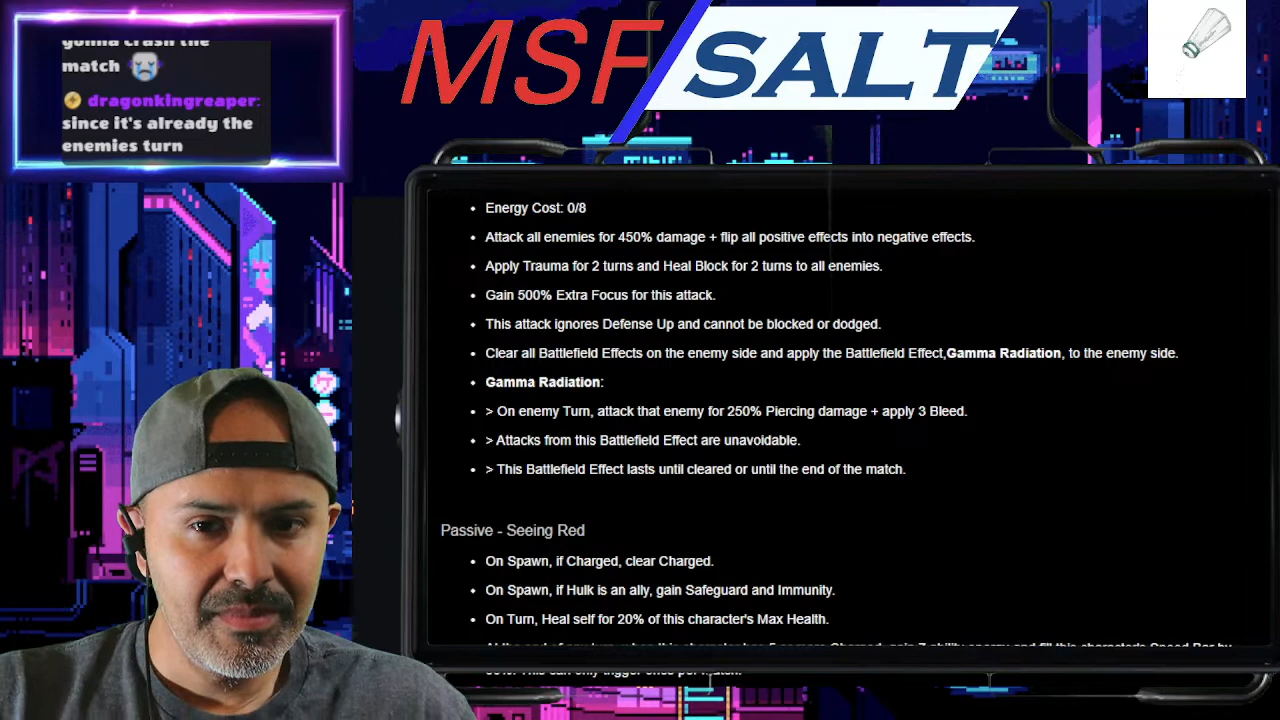 gonna crash the
match
dragonkingreaper:
since it's already the
enemies turn
MSF/SALT
Energy Cost: 0/8
Attack all enemies for 450% damage + flip all positive effects into negative effects.
Apply Trauma for 2 turns and Heal Block for 2 turns to all enemies.
Gain 500% Extra Focus for this attack.
This attack ignores Defense Up and cannot be blocked or dodged.
Clear all Battlefield Effects on the enemy side and apply the Battlefield Effect,Gamma Radiation, to the enemy side.
Gamma Radiation:
> On enemy Turn, attack that enemy for 250% Piercing damage + apply 3 Bleed.
> Attacks from this Battlefield Effect are unavoidable.
> This Battlefield Effect lasts until cleared or until the end of the match.
Passive - Seeing Red
On Spawn, if Charged, clear Charged.
On Spawn, if Hulk is an ally, gain Safeguard and Immunity.
On Turn, Heal self for 20% of this character's Max Health.